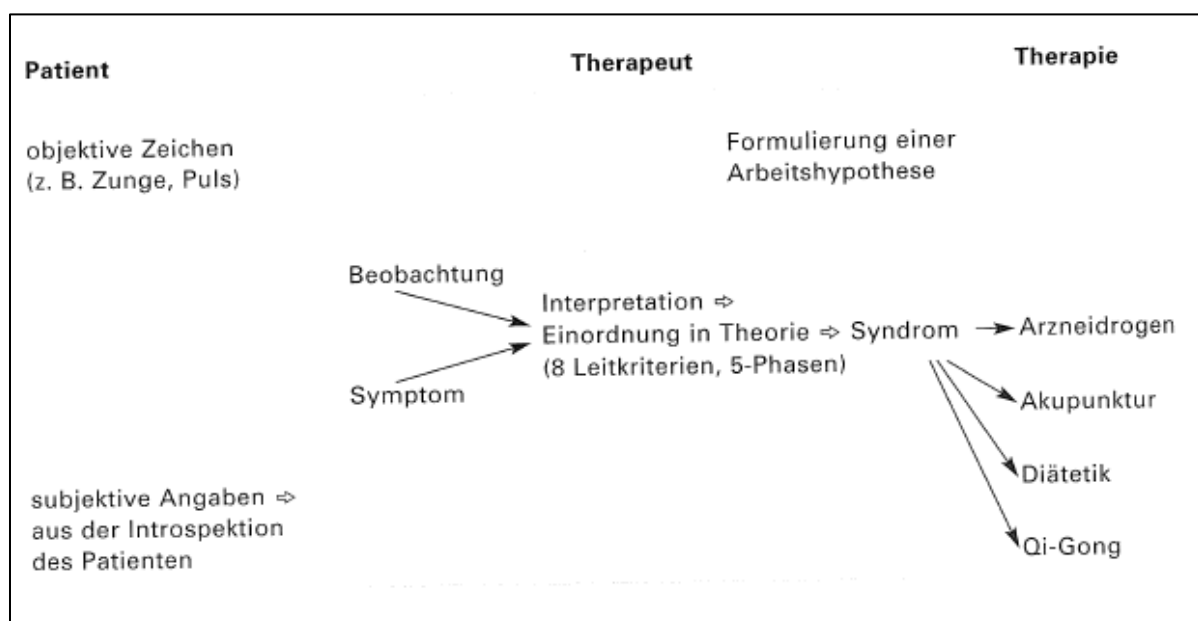 Patient Therapeut Therapie
objektive Zeichen
(z. B. Zunge, Puls)
Formulierung einer
Arbeitshypothese
Beobachtung
Symptom
Interpretation ⇨
Einordnung in Theorie ⇨ Syndrom
(8 Leitkriterien, 5-Phasen)
Arzneidrogen
Akupunktur
Diätetik
Qi-Gong
subjektive Angaben ⇨
aus der Introspektion
des Patienten